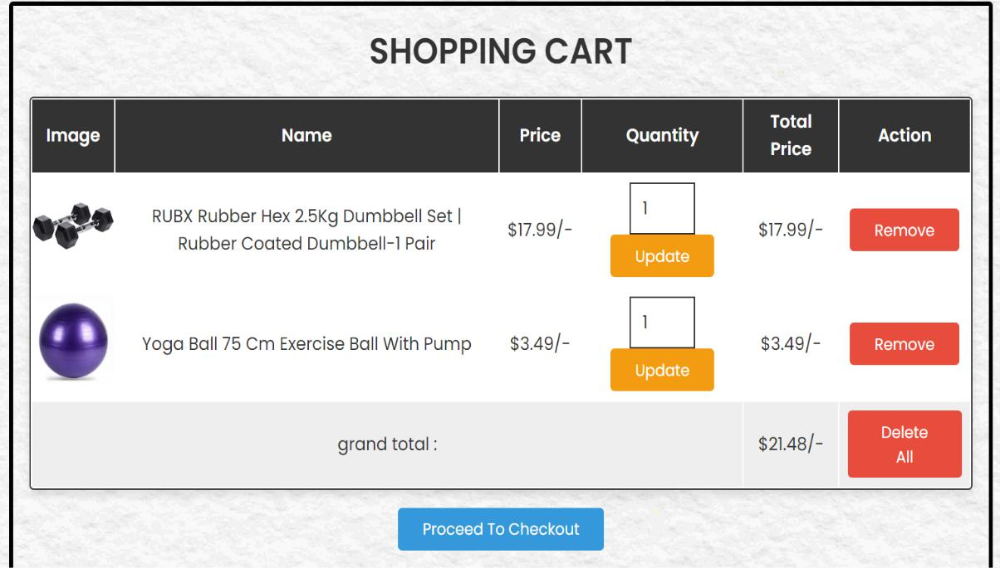 SHOPPING CART
Image Name Price Quantity Total Price Action
RUBX Rubber Hex 2.5Kg Dumbbell Set |
Rubber Coated Dumbbell-1 Pair
$17.99/-
1
Update
$17.99/-
Remove
Yoga Ball 75 Cm Exercise Ball With Pump
$3.49/-
1
Update
$3.49/-
Remove
grand total :
$21.48/-
Delete
All
Proceed To Checkout